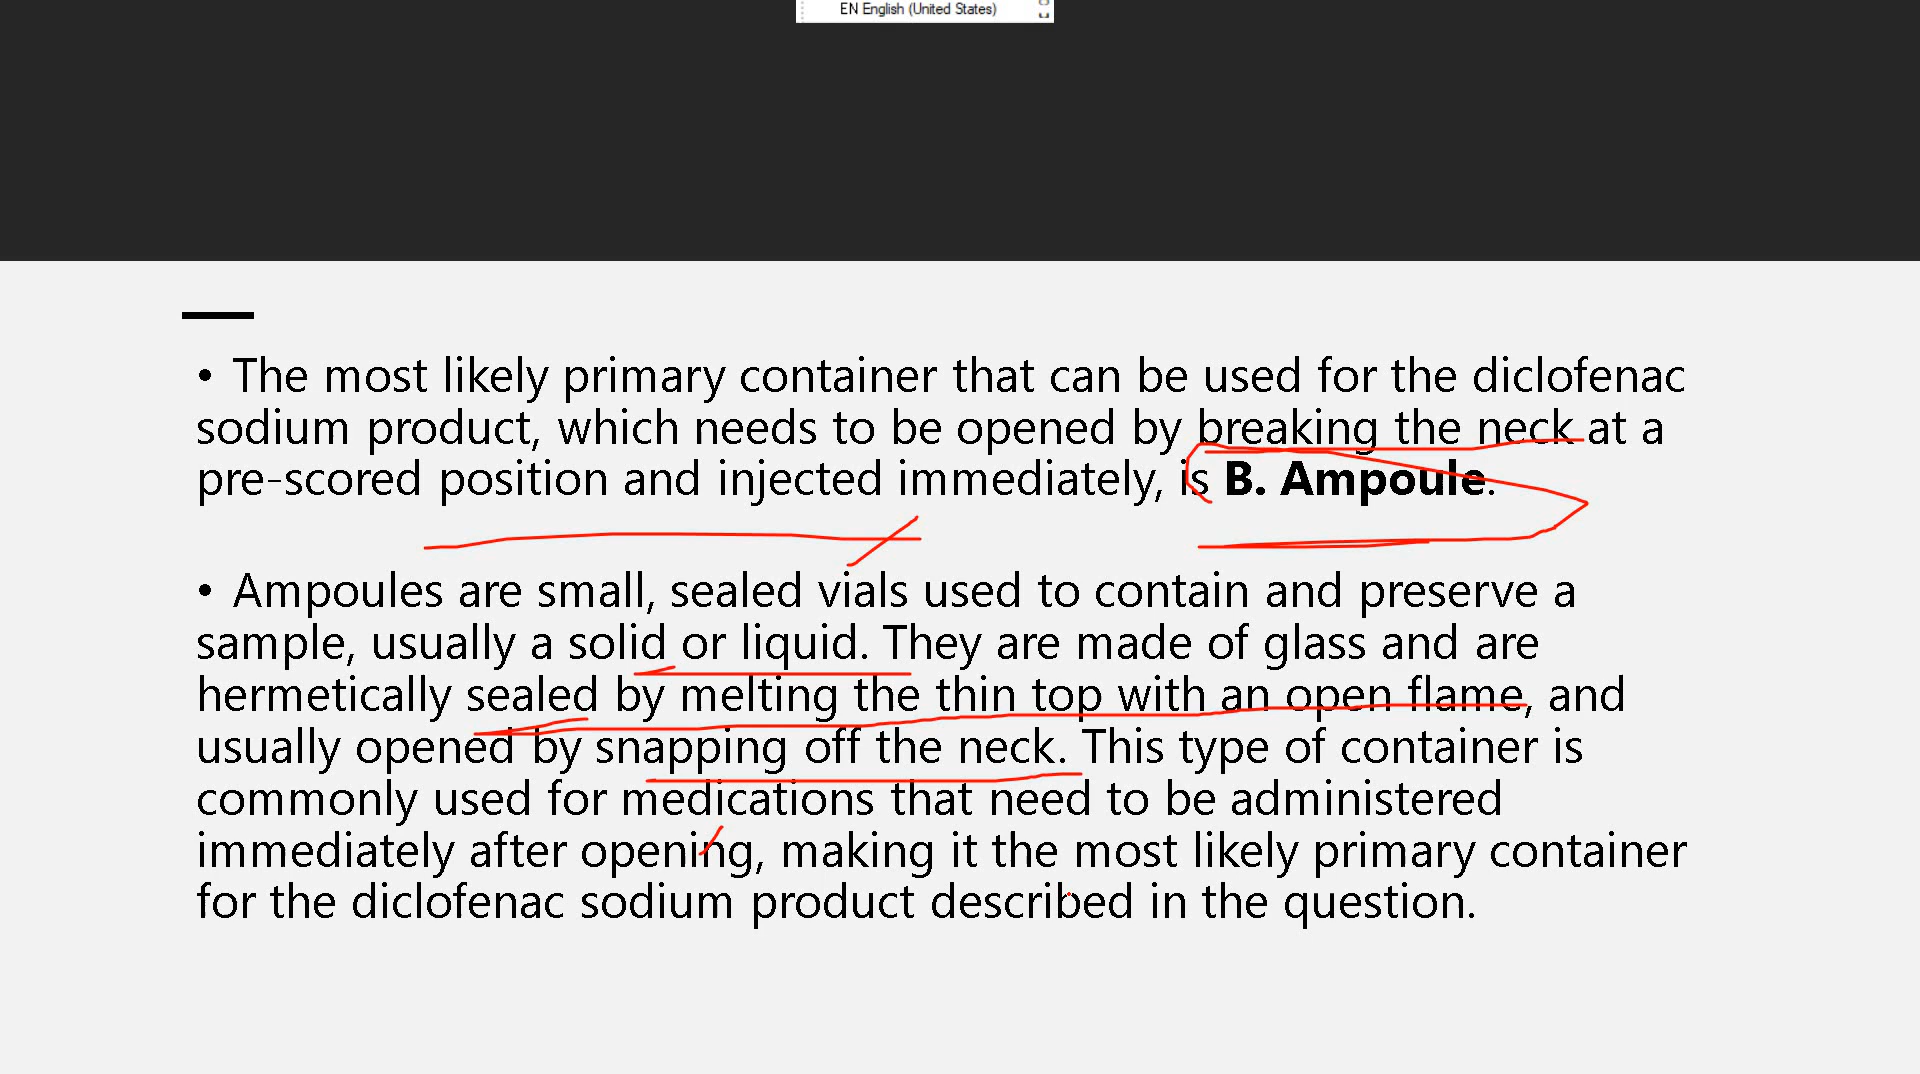 EN English (United States)
• The most likely primary container that can be used for the diclofenac
sodium product, which needs to be opened by breaking the neck at a
pre-scored position and injected immediately, is B. Ampoule.
• Ampoules are small, sealed vials used to contain and preserve a
sample, usually a solid or liquid. They are made of glass and are
hermetically sealed by melting the thin top with an open flame, and
usually opened by snapping off the neck. This type of container is
commonly used for medications that need to be administered
immediately after opening, making it the most likely primary container
for the diclofenac sodium product described in the question.